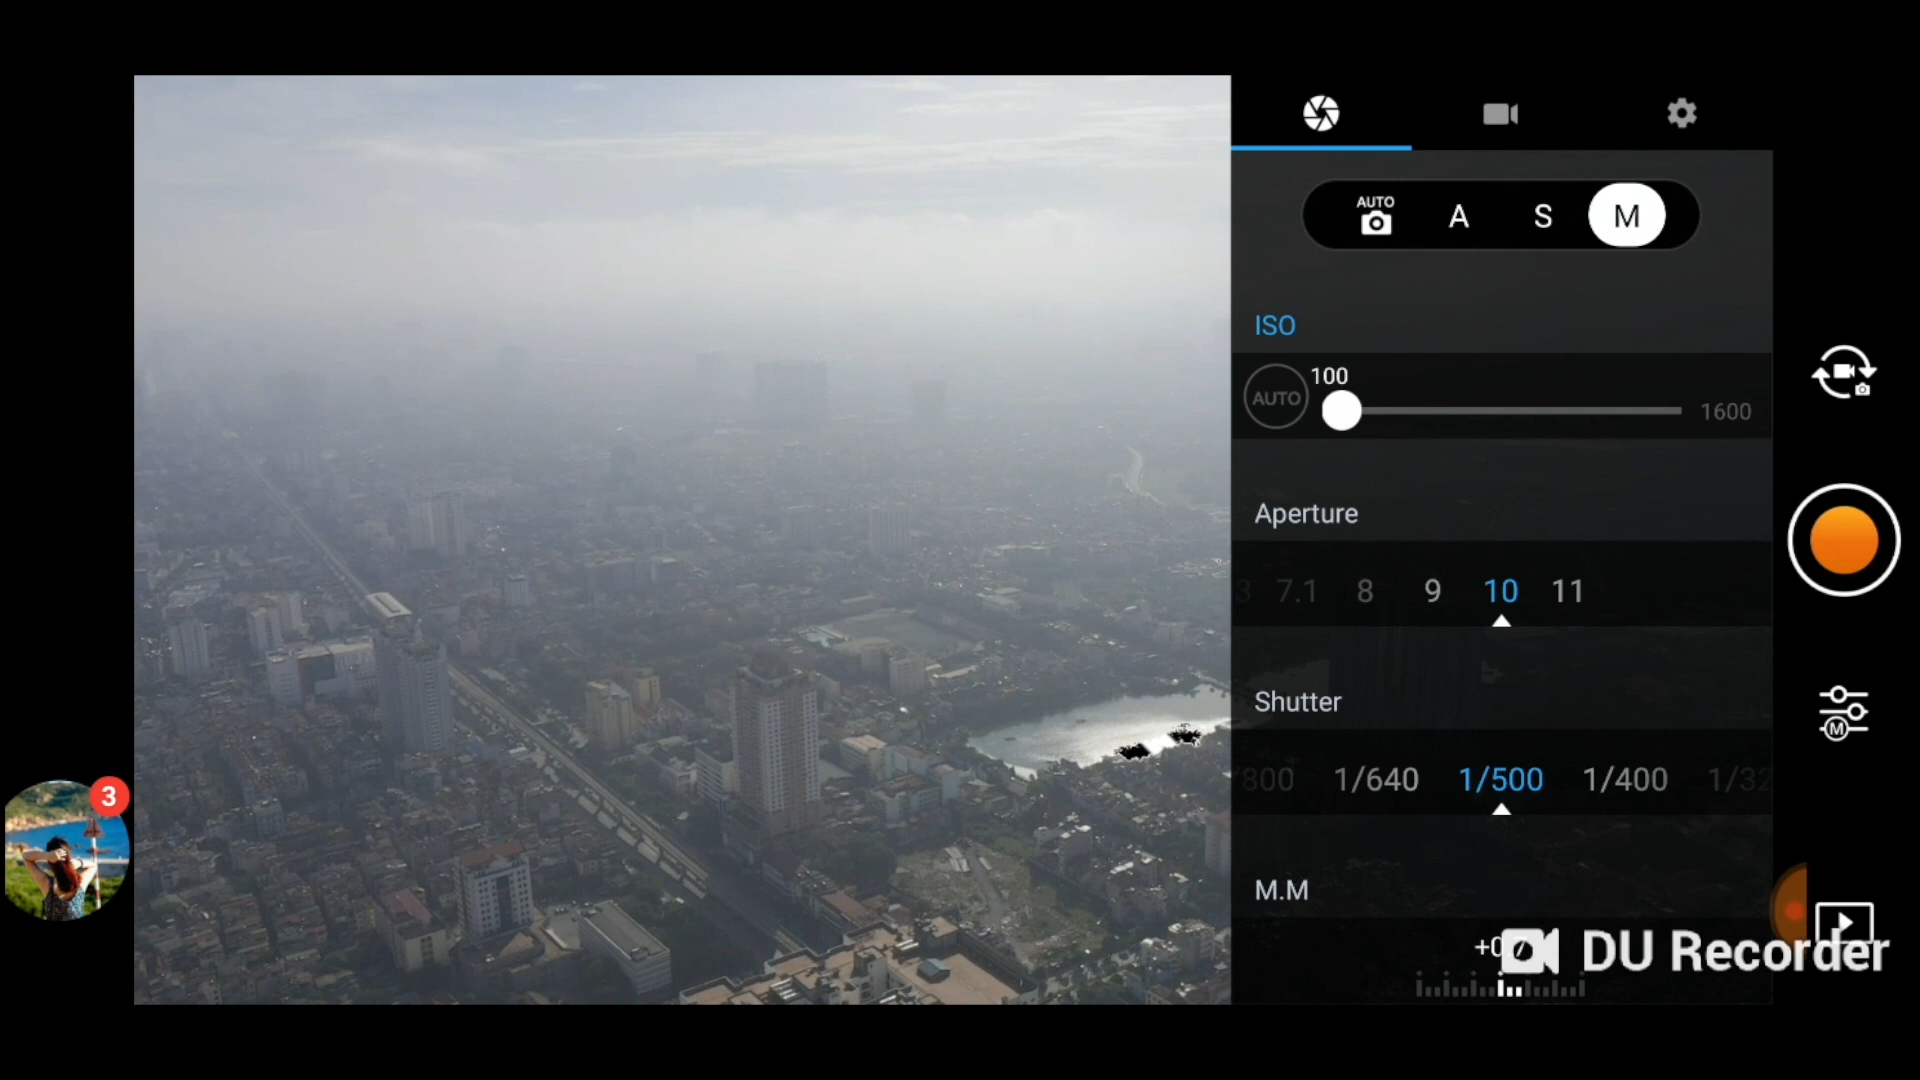 AUTO A S M
ISO
AUTO 100 1600
Aperture
7.1 8 9 10 11
Shutter
1/640 1/500 1/400
M.M
DU Recorder
3